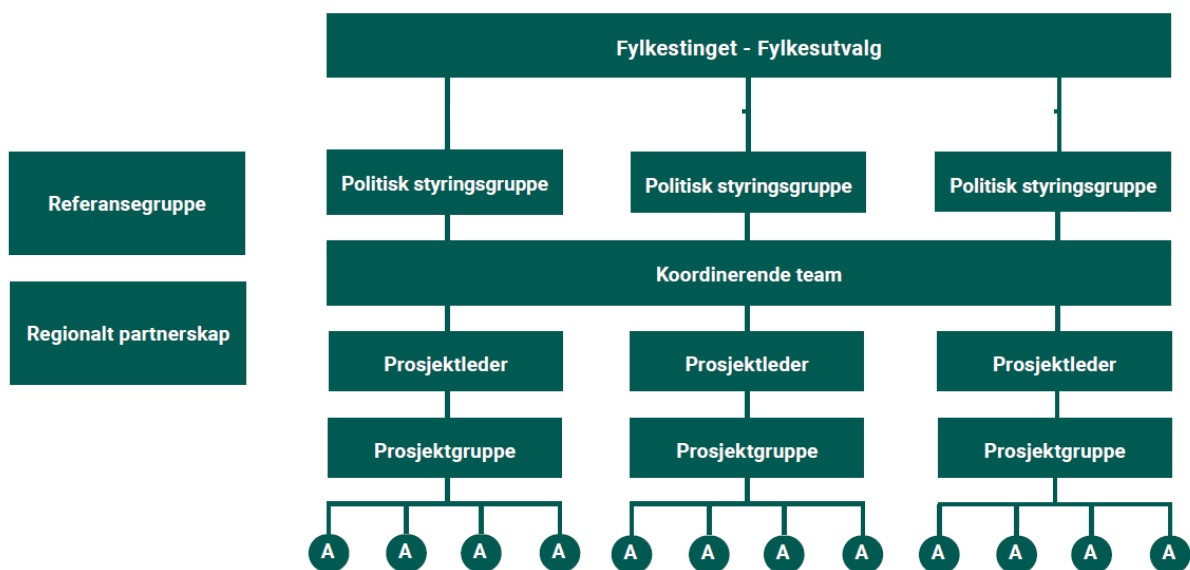 Fylkestinget - Fylkesutvalg
Politisk styringsgruppe
Politisk styringsgruppe
Politisk styringsgruppe
Referansegruppe
Koordinerende team
Regionalt partnerskap
Prosjektleder
Prosjektleder
Prosjektleder
Prosjektgruppe
Prosjektgruppe
Prosjektgruppe
A
A
A
A
A
A
A
A
A
A
A
A